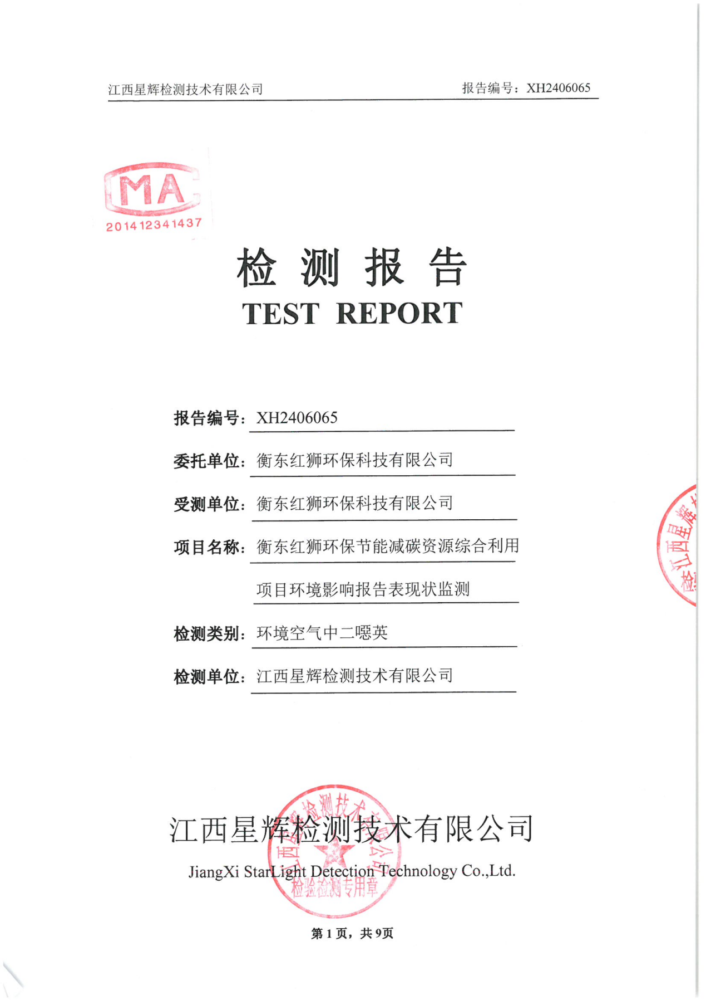 江西星辉检测技术有限公司 报告编号：XH2406065
MA
201412341437
检测报告
TEST REPORT
报告编号：XH2406065
委托单位：衡东红狮环保科技有限公司
受测单位：衡东红狮环保科技有限公司
项目名称：衡东红狮环保节能减碳资源综合利用
项目环境影响报告表现状监测
检测类别：环境空气中二噁英
检测单位：江西星辉检测技术有限公司
江西星辉检测技术有限公司
JiangXi StarLight Detection Technology Co.,Ltd.
江西星辉检测技术有限公司
检验检测专用章
江西星辉
检
第1页，共9页